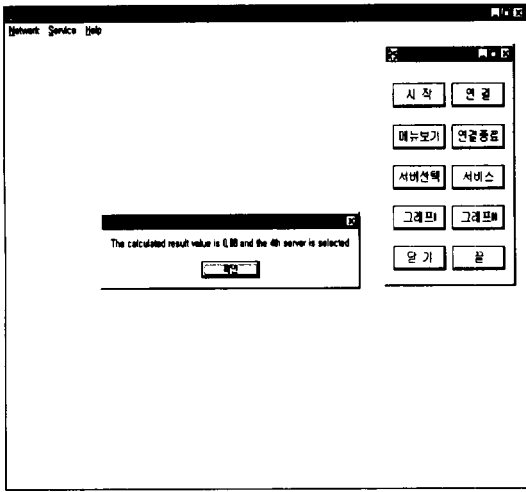 Network Service Help
시 작 연 결
메뉴보기 연결종료
서버선택 서비스
그래프I 그래프II
The calculated result value is 0,88 and the 4th server is selected
확인
닫 기 끝